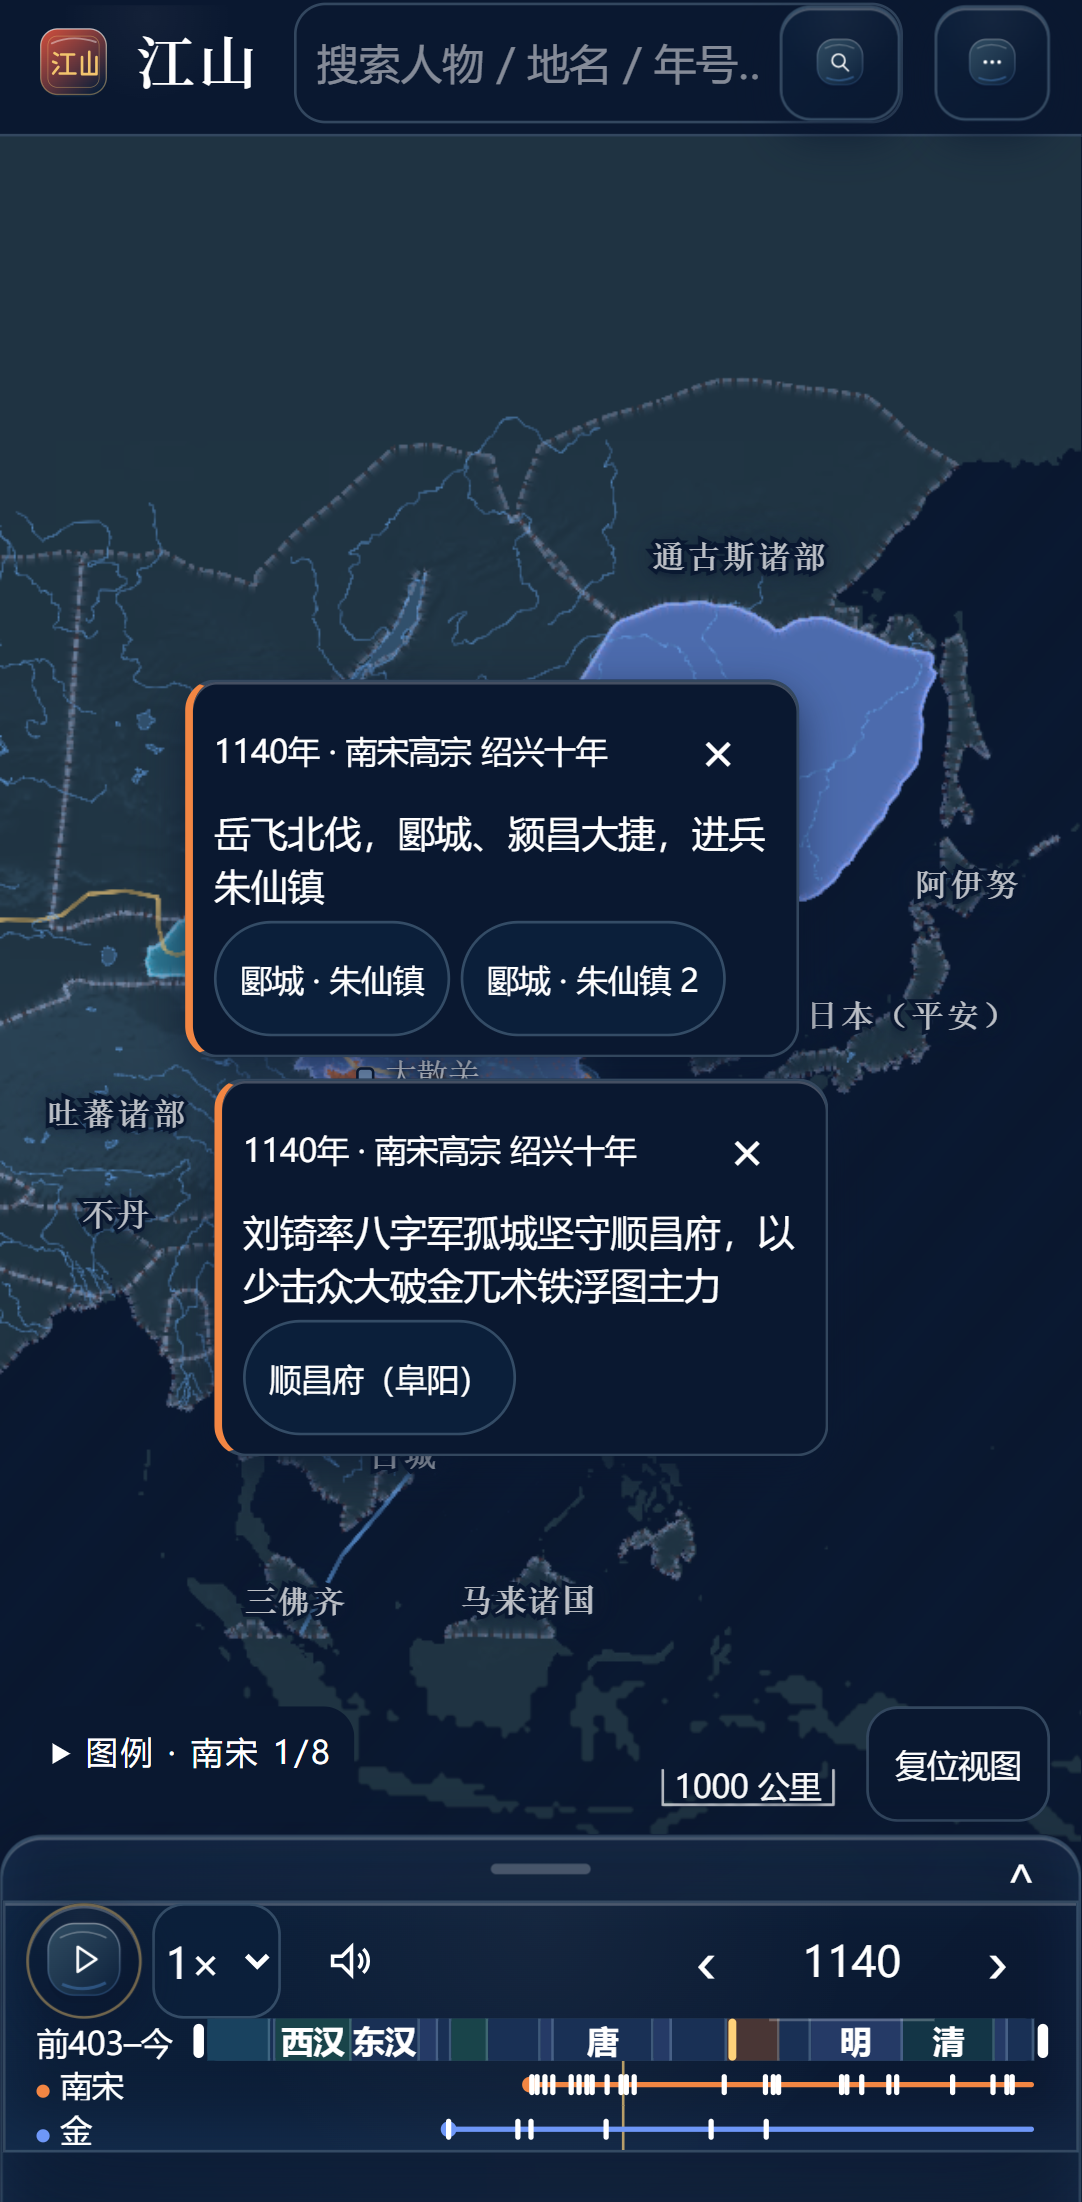 江山
江山
搜索人物 / 地名 / 年号..
通古斯诸部
1140年 · 南宋高宗 绍兴十年
岳飞北伐，郾城、颍昌大捷，进兵
朱仙镇
郾城 · 朱仙镇
郾城 · 朱仙镇 2
阿伊努
日本（平安）
大散关
吐蕃诸部
1140年 · 南宋高宗 绍兴十年
不丹
刘锜率八字军孤城坚守顺昌府，以
少击众大破金兀术铁浮图主力
顺昌府（阜阳）
占城
三佛齐
马来诸国
图例 · 南宋 1/8
1000 公里
复位视图
1×
1140
前403–今
西汉
东汉
唐
明
清
南宋
金